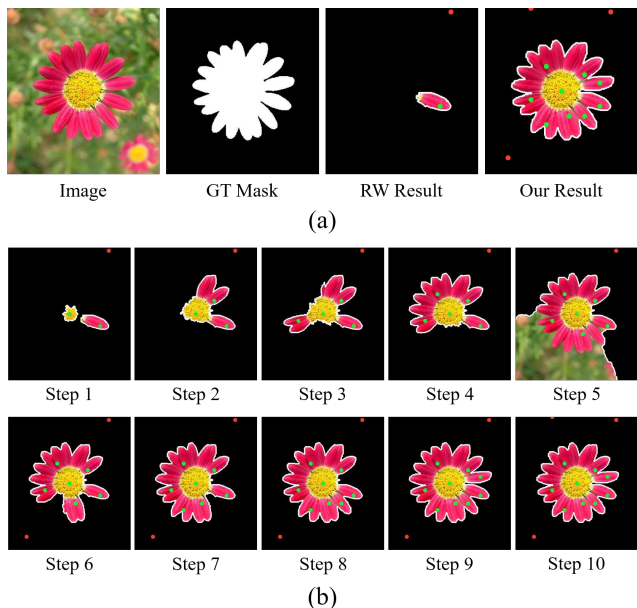 Image GT Mask RW Result Our Result
(a)
Step 1 Step 2 Step 3 Step 4 Step 5
Step 6 Step 7 Step 8 Step 9 Step 10
(b)